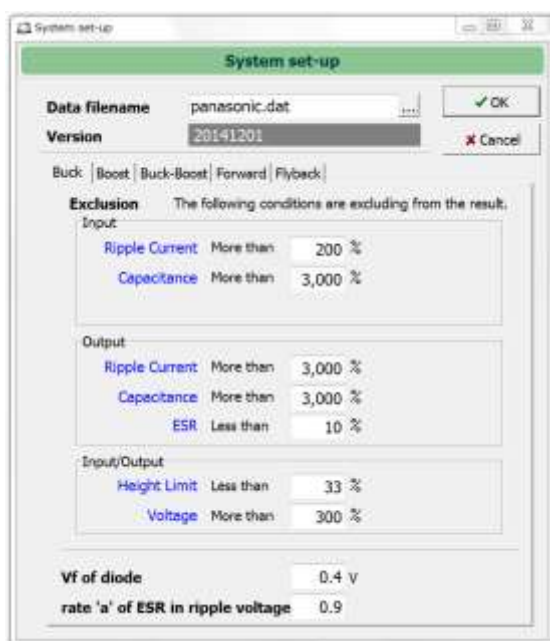 System set-up
System set-up
Data filename panasonic.dat ... OK
Version 20141201 Cancel
Buck Boost Buck-Boost Forward Flyback
Exclusion The following conditions are excluding from the result.
Input
Ripple Current More than 200 %
Capacitance More than 3,000 %
Output
Ripple Current More than 3,000 %
Capacitance More than 3,000 %
ESR Less than 10 %
Input/Output
Height Limit Less than 33 %
Voltage More than 300 %
Vf of diode 0.4 V
rate 'a' of ESR in ripple voltage 0.9